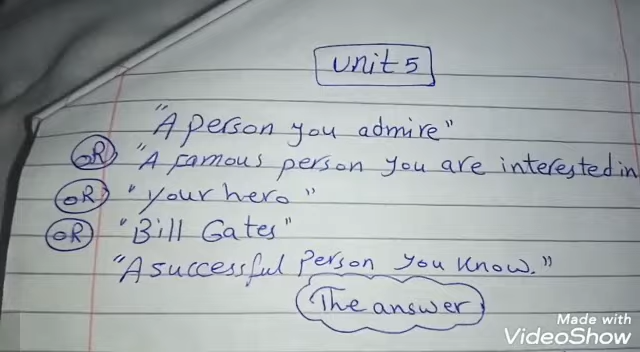 Unit 5
"A person you admire"
OR "A famous person you are interested in
OR "Your hero"
OR "Bill Gates"
"A successful person you know."
The answer
Made with
VideoShow